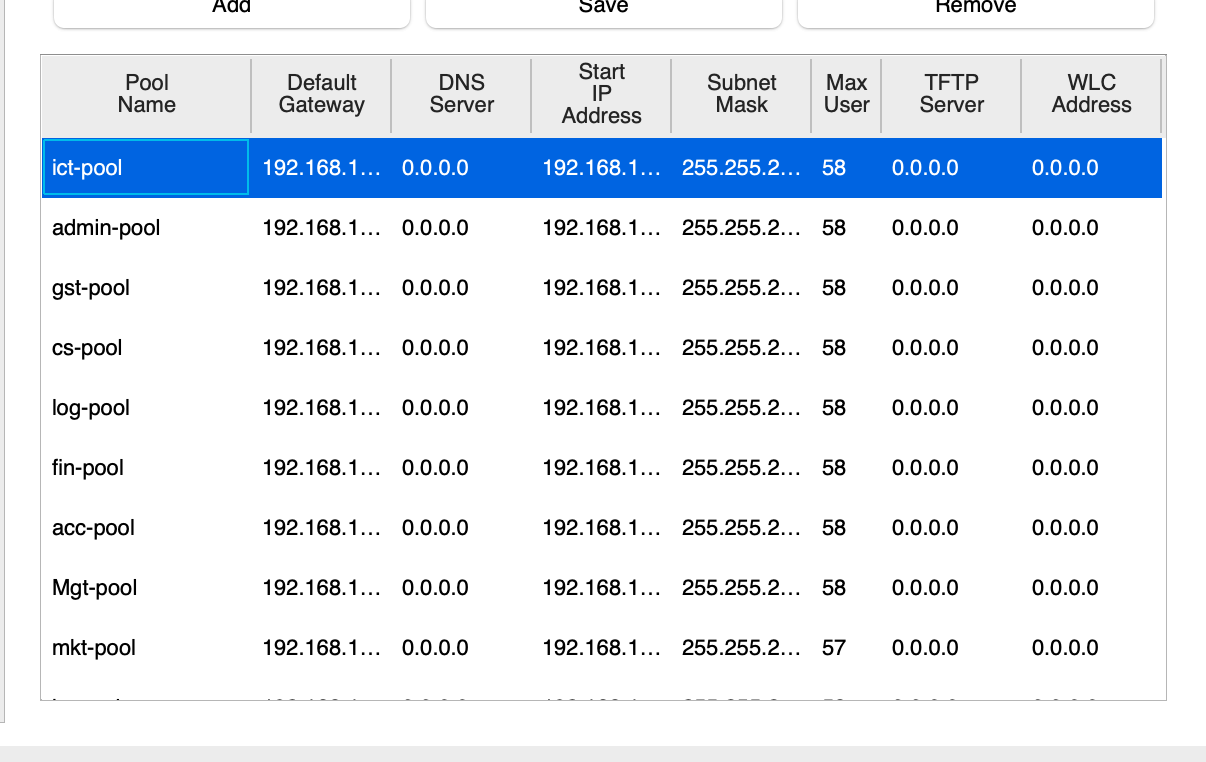 Add Save Remove
Pool Name Default Gateway DNS Server Start IP Address Subnet Mask Max User TFTP Server WLC Address
ict-pool 192.168.1... 0.0.0.0 192.168.1... 255.255.2... 58 0.0.0.0 0.0.0.0
admin-pool 192.168.1... 0.0.0.0 192.168.1... 255.255.2... 58 0.0.0.0 0.0.0.0
gst-pool 192.168.1... 0.0.0.0 192.168.1... 255.255.2... 58 0.0.0.0 0.0.0.0
cs-pool 192.168.1... 0.0.0.0 192.168.1... 255.255.2... 58 0.0.0.0 0.0.0.0
log-pool 192.168.1... 0.0.0.0 192.168.1... 255.255.2... 58 0.0.0.0 0.0.0.0
fin-pool 192.168.1... 0.0.0.0 192.168.1... 255.255.2... 58 0.0.0.0 0.0.0.0
acc-pool 192.168.1... 0.0.0.0 192.168.1... 255.255.2... 58 0.0.0.0 0.0.0.0
Mgt-pool 192.168.1... 0.0.0.0 192.168.1... 255.255.2... 58 0.0.0.0 0.0.0.0
mkt-pool 192.168.1... 0.0.0.0 192.168.1... 255.255.2... 57 0.0.0.0 0.0.0.0